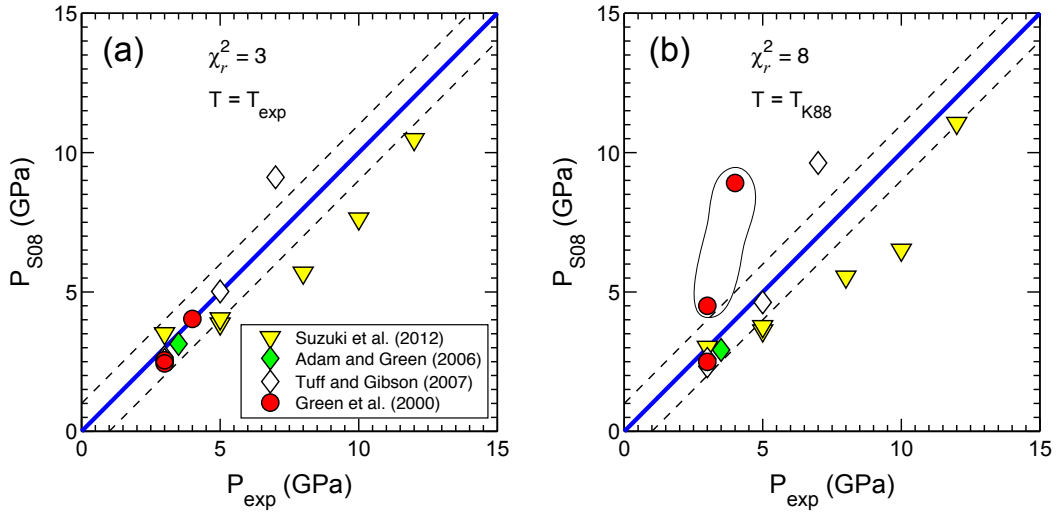 (a)
χr2 = 3
T = Texp
15
10
5
0
0
5
10
15
PS08 (GPa)
Pexp (GPa)
Suzuki et al. (2012)
Adam and Green (2006)
Tuff and Gibson (2007)
Green et al. (2000)
(b)
χr2 = 8
T = TK88
15
10
5
0
0
5
10
15
PS08 (GPa)
Pexp (GPa)